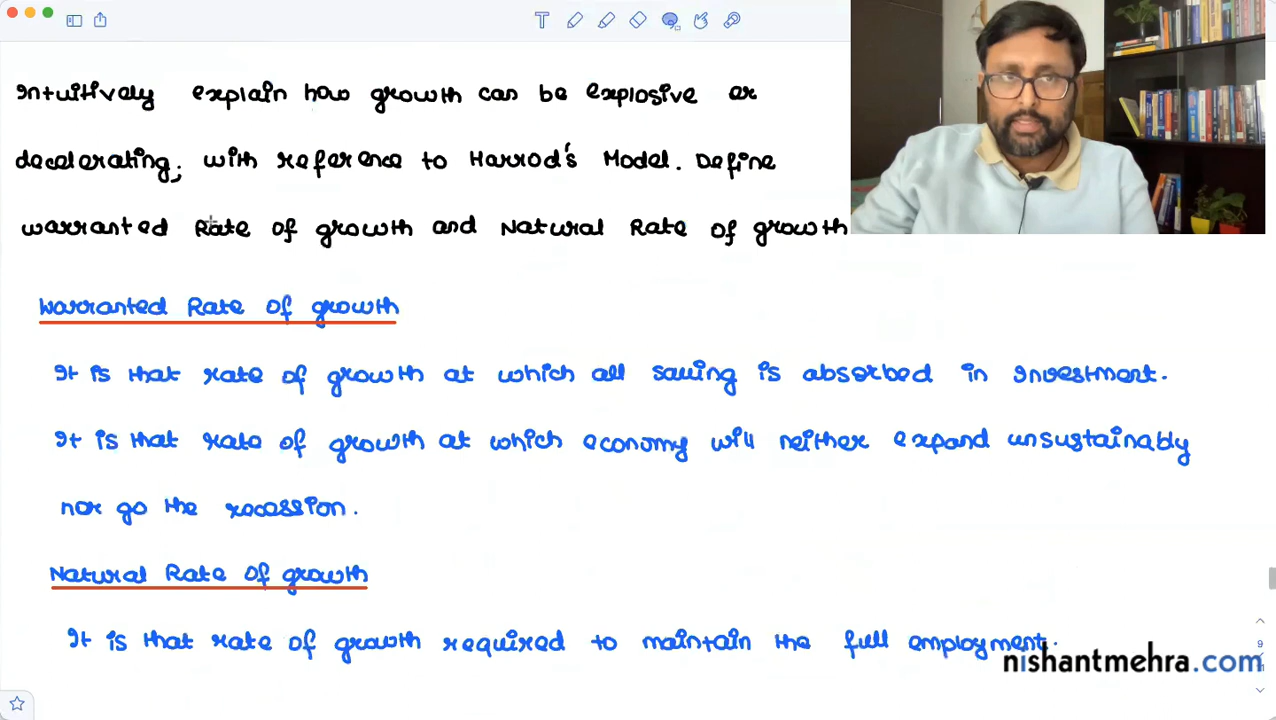 Intuitively explain how growth can be explosive or
decelerating; with reference to Harrod's Model. Define
warranted Rate of growth and Natural Rate of growth
Warranted Rate of growth
It is that rate of growth at which all saving is absorbed in Investment.
It is that rate of growth at which economy will neither expand unsustainably
nor go the recession.
Natural Rate of growth
It is that rate of growth required to maintain the full employment.
nishantmehra.com
9